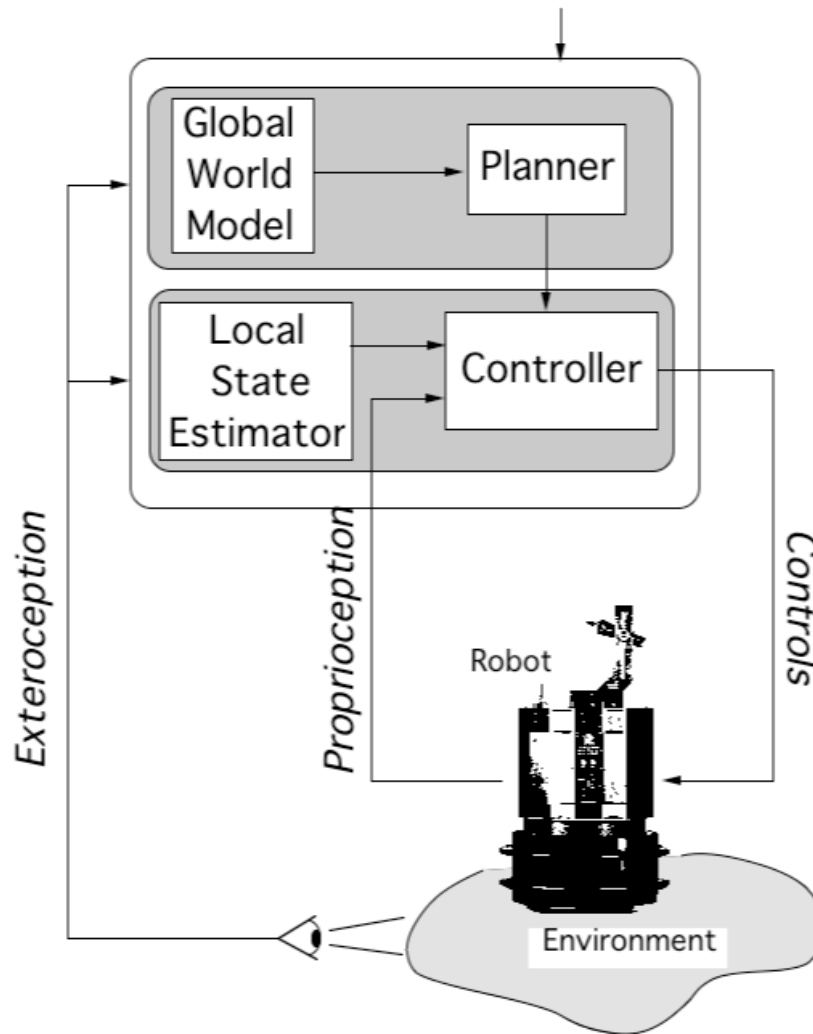 Global
World
Model
Planner
Local
State
Estimator
Controller
Exteroception
Proprioception
Controls
Robot
Environment